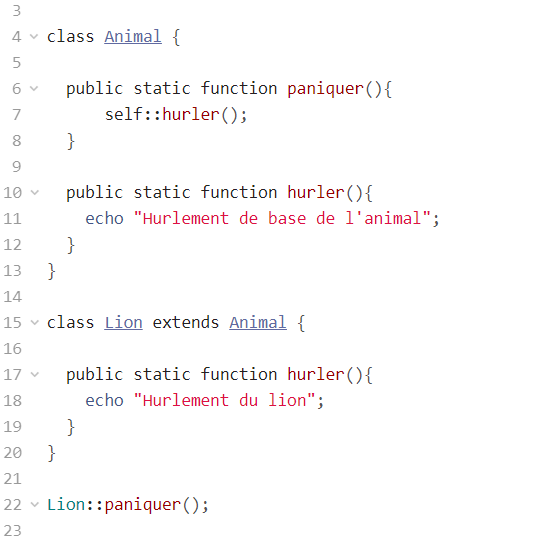 3
4 class Animal {
5
6   public static function paniquer(){
7       self::hurler();
8   }
9
10   public static function hurler(){
11     echo "Hurlement de base de l'animal";
12   }
13 }
14
15 class Lion extends Animal {
16
17   public static function hurler(){
18     echo "Hurlement du lion";
19   }
20 }
21
22 Lion::paniquer();
23